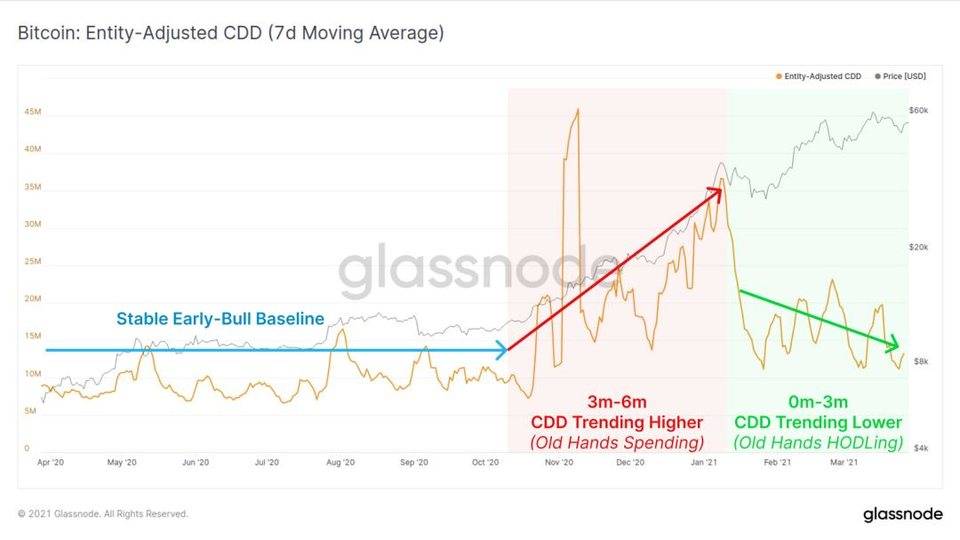 Bitcoin: Entity-Adjusted CDD (7d Moving Average)
Entity-Adjusted CDD Price [USD]
45M
40M
35M
30M
25M
20M
15M
10M
5M
0
$60k
$20k
$8k
$4k
glassnode
Stable Early-Bull Baseline
3m-6m
CDD Trending Higher
(Old Hands Spending)
0m-3m
CDD Trending Lower
(Old Hands HODLing)
Apr '20 May '20 Jun '20 Jul '20 Aug '20 Sep '20 Oct '20 Nov '20 Dec '20 Jan '21 Feb '21 Mar '21
© 2021 Glassnode. All Rights Reserved.
glassnode